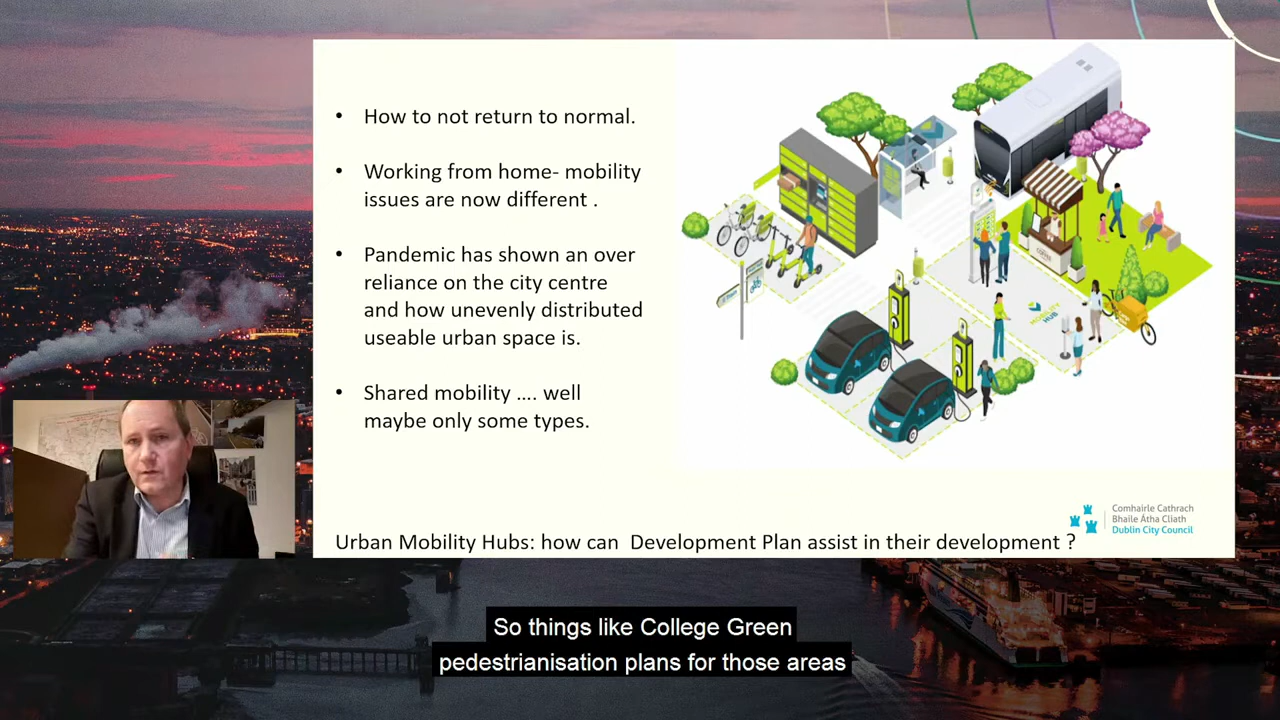 • How to not return to normal.
• Working from home- mobility
issues are now different .
• Pandemic has shown an over
reliance on the city centre
and how unevenly distributed
useable urban space is.
• Shared mobility .... well
maybe only some types.
MOBILITY
HUB
Comhairle Cathrach
Bhaile Átha Cliath
Dublin City Council
Urban Mobility Hubs: how can  Development Plan assist in their development ?
So things like College Green
pedestrianisation plans for those areas